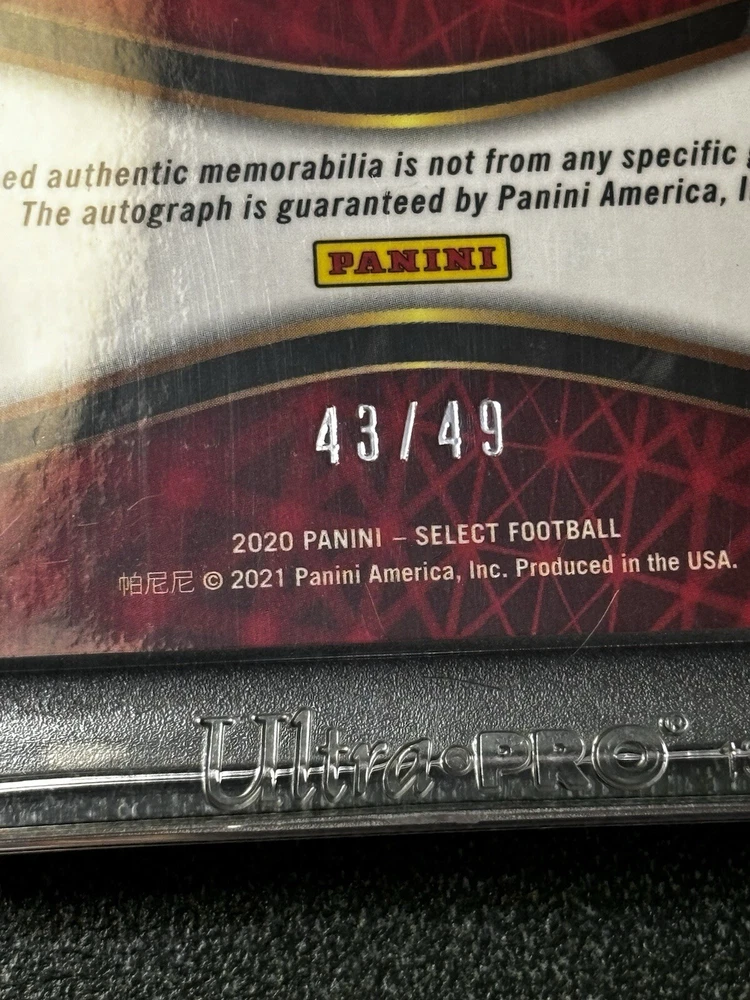 ed authentic memorabilia is not from any specific
The autograph is guaranteed by Panini America,
PANINI
43/49
2020 PANINI – SELECT FOOTBALL
帕尼尼 © 2021 Panini America, Inc. Produced in the USA.
Ultra•PRO®